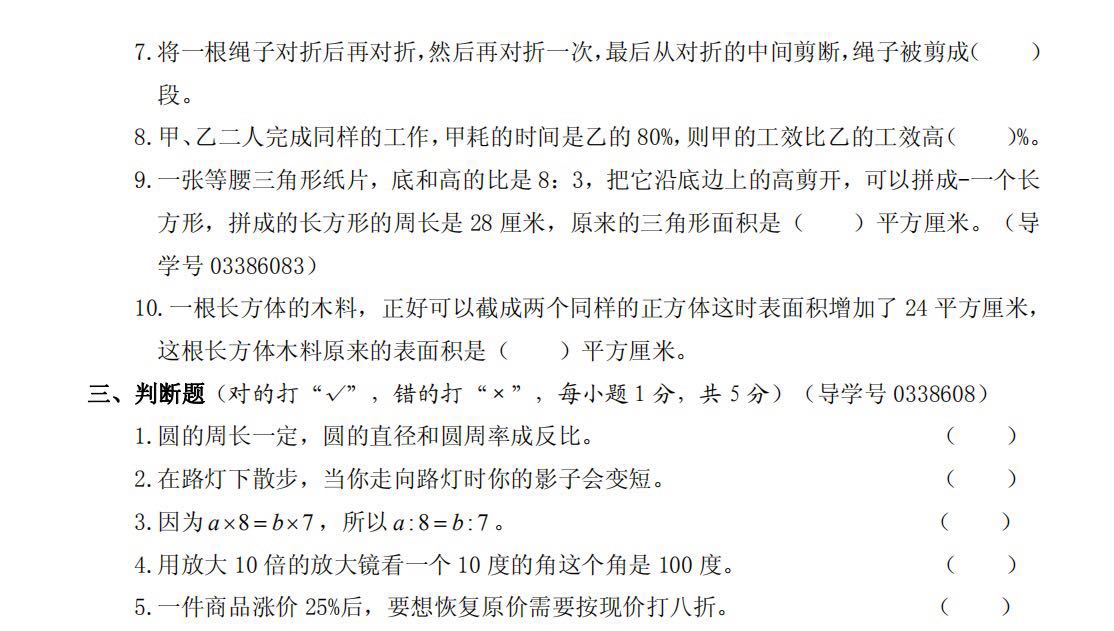 7.将一根绳子对折后再对折,然后再对折一次,最后从对折的中间剪断,绳子被剪成(　　)
段。
8.甲、乙二人完成同样的工作,甲耗的时间是乙的 80%,则甲的工效比乙的工效高(　　)%。
9.一张等腰三角形纸片，底和高的比是 8：3，把它沿底边上的高剪开，可以拼成-一个长
方形，拼成的长方形的周长是 28 厘米，原来的三角形面积是（　　）平方厘米。（导
学号 03386083）
10.一根长方体的木料，正好可以截成两个同样的正方体这时表面积增加了 24 平方厘米，
这根长方体木料原来的表面积是（　　）平方厘米。
三、判断题（对的打“√”，错的打“×”，每小题 1 分，共 5 分）（导学号 0338608）
1.圆的周长一定，圆的直径和圆周率成反比。（　　）
2.在路灯下散步，当你走向路灯时你的影子会变短。（　　）
3.因为 a×8=b×7，所以 a:8=b:7。（　　）
4.用放大 10 倍的放大镜看一个 10 度的角这个角是 100 度。（　　）
5.一件商品涨价 25%后，要想恢复原价需要按现价打八折。（　　）